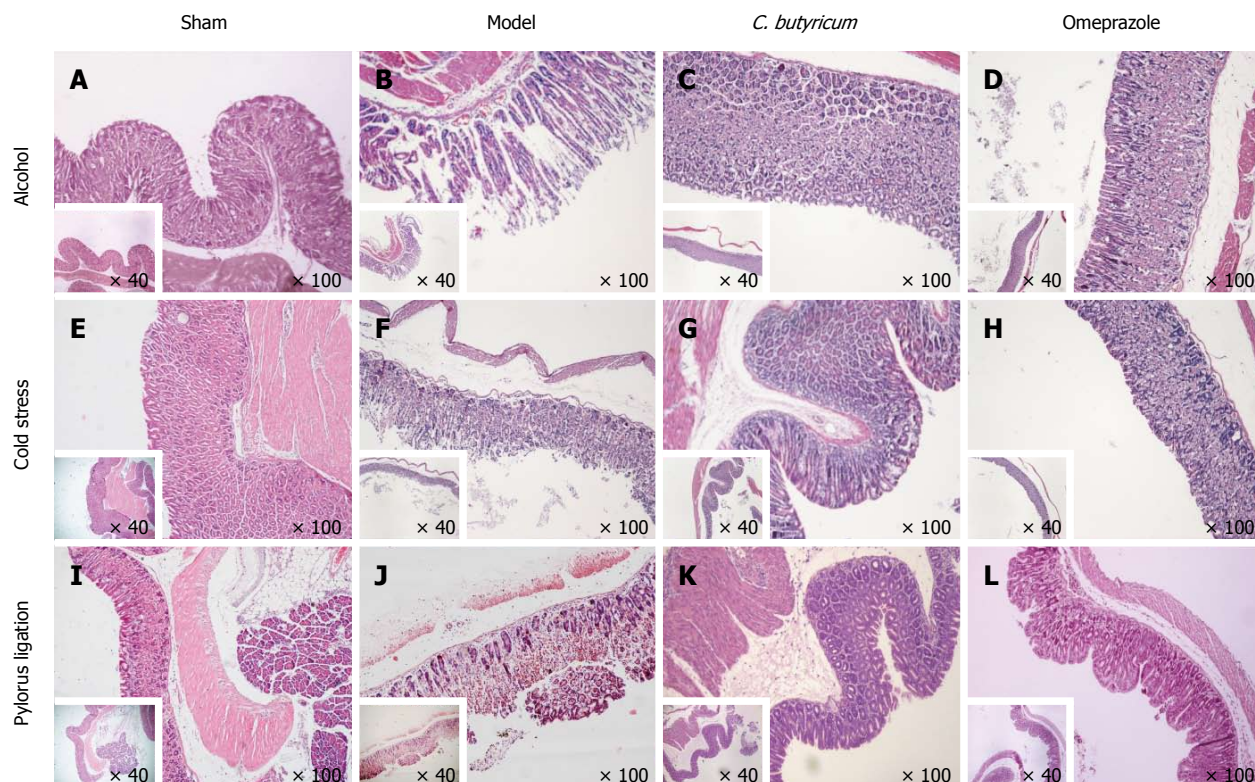 Sham Model C. butyricum Omeprazole
Alcohol
A B C D
× 40 × 100 × 40 × 100 × 40 × 100 × 40 × 100
Cold stress
E F G H
× 40 × 100 × 40 × 100 × 40 × 100 × 40 × 100
Pylorus ligation
I J K L
× 40 × 100 × 40 × 100 × 40 × 100 × 40 × 100